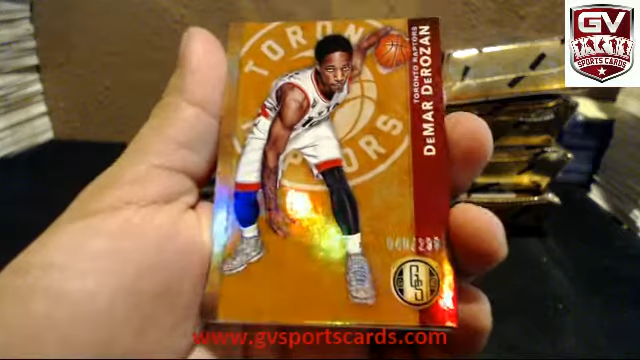 GV
SPORTS CARDS
TORONTO
RAPTORS
TORONTO RAPTORS
DEMAR DEROZAN
GS
www.gvsportscards.com